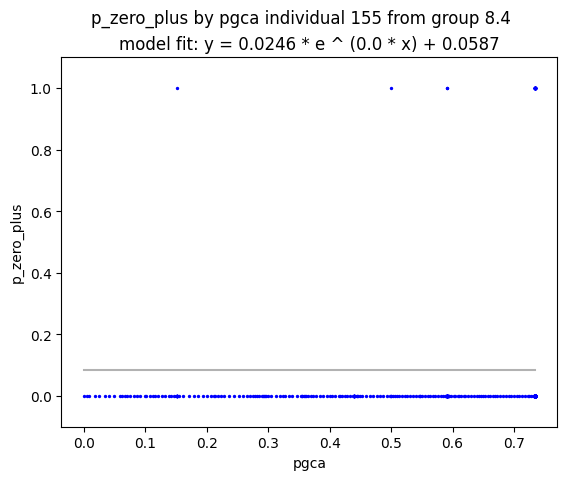 p_zero_plus by pgca individual 155 from group 8.4
model fit: y = 0.0246 * e ^ (0.0 * x) + 0.0587
1.0
0.8
0.6
0.4
0.2
0.0
p_zero_plus
0.0 0.1 0.2 0.3 0.4 0.5 0.6 0.7
pgca